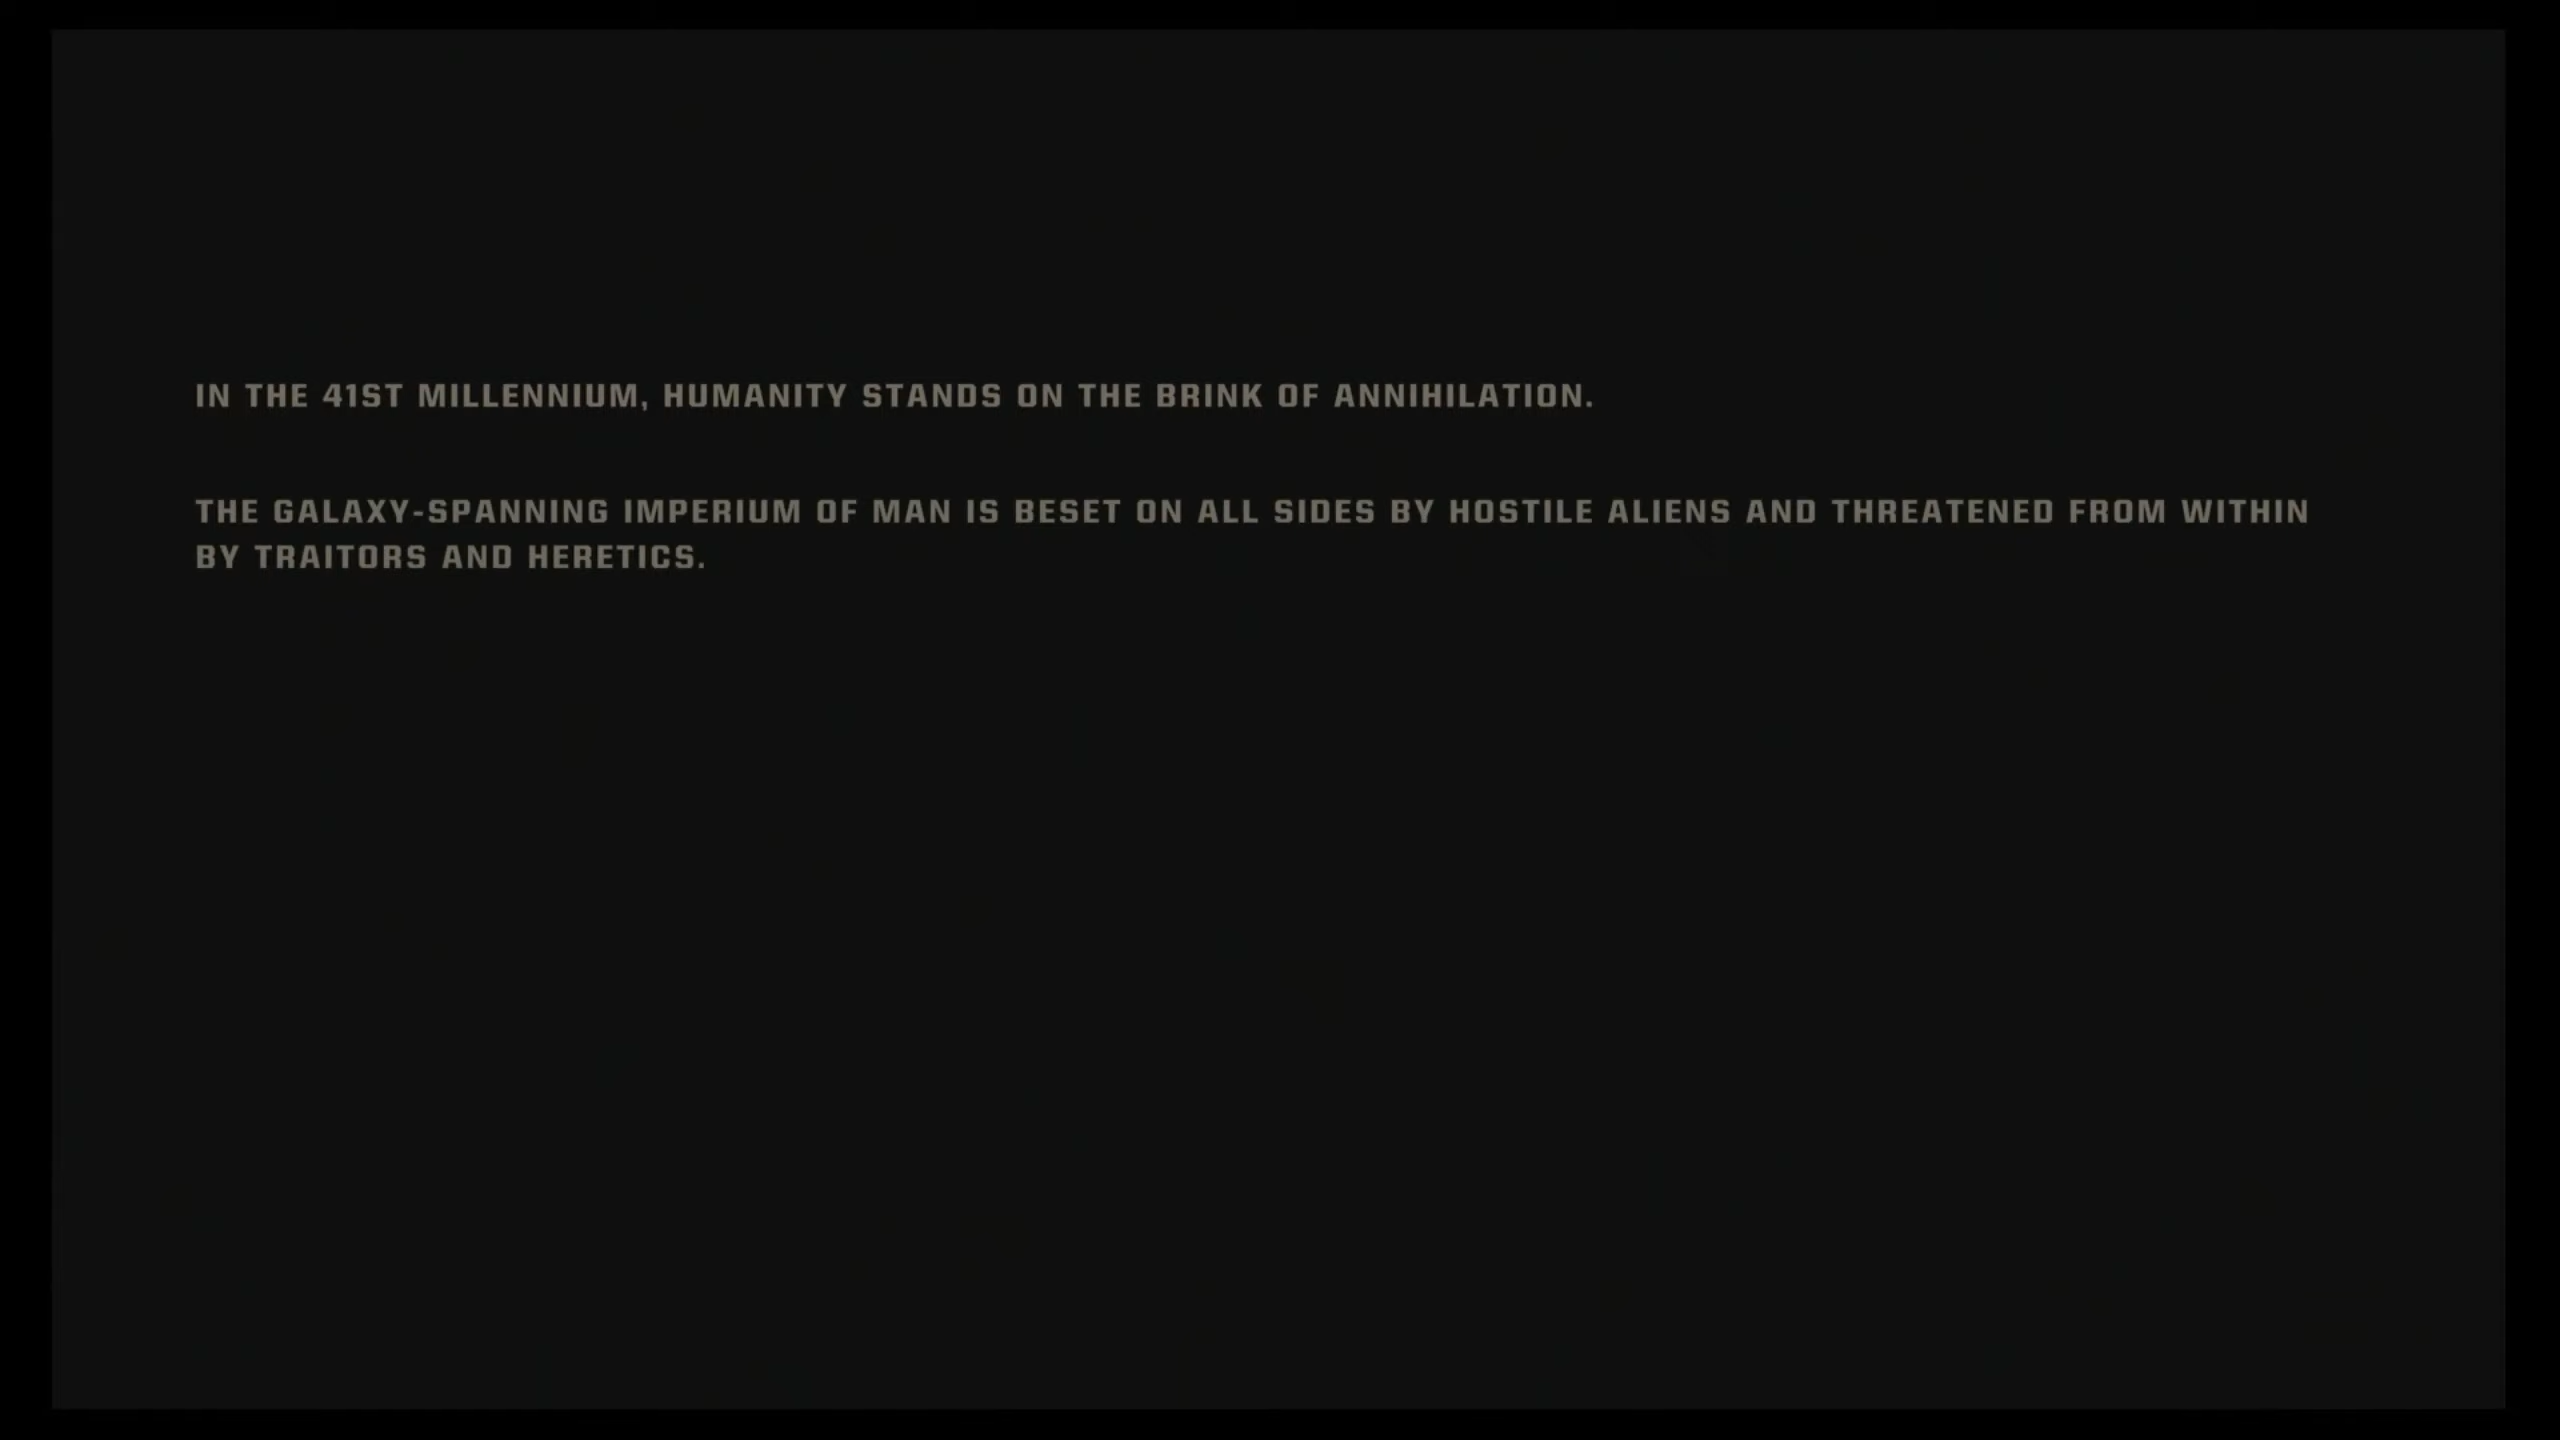 IN THE 41ST MILLENNIUM, HUMANITY STANDS ON THE BRINK OF ANNIHILATION.
THE GALAXY-SPANNING IMPERIUM OF MAN IS BESET ON ALL SIDES BY HOSTILE ALIENS AND THREATENED FROM WITHIN
BY TRAITORS AND HERETICS.